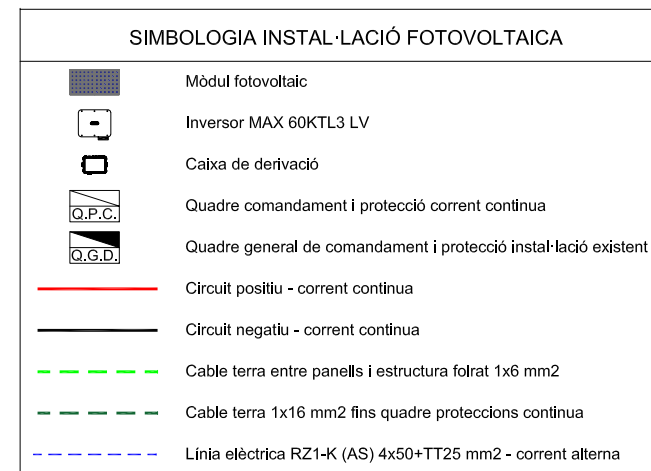 SIMBOLOGIA INSTAL·LACIÓ FOTOVOLTAICA
Mòdul fotovoltaic
Inversor MAX 60KTL3 LV
Caixa de derivació
Q.P.C. Quadre comandament i protecció corrent continua
Q.G.D. Quadre general de comandament i protecció instal·lació existent
Circuit positiu - corrent continua
Circuit negatiu - corrent continua
Cable terra entre panells i estructura folrat 1x6 mm2
Cable terra 1x16 mm2 fins quadre proteccions continua
Línia elèctrica RZ1-K (AS) 4x50+TT25 mm2 - corrent alterna